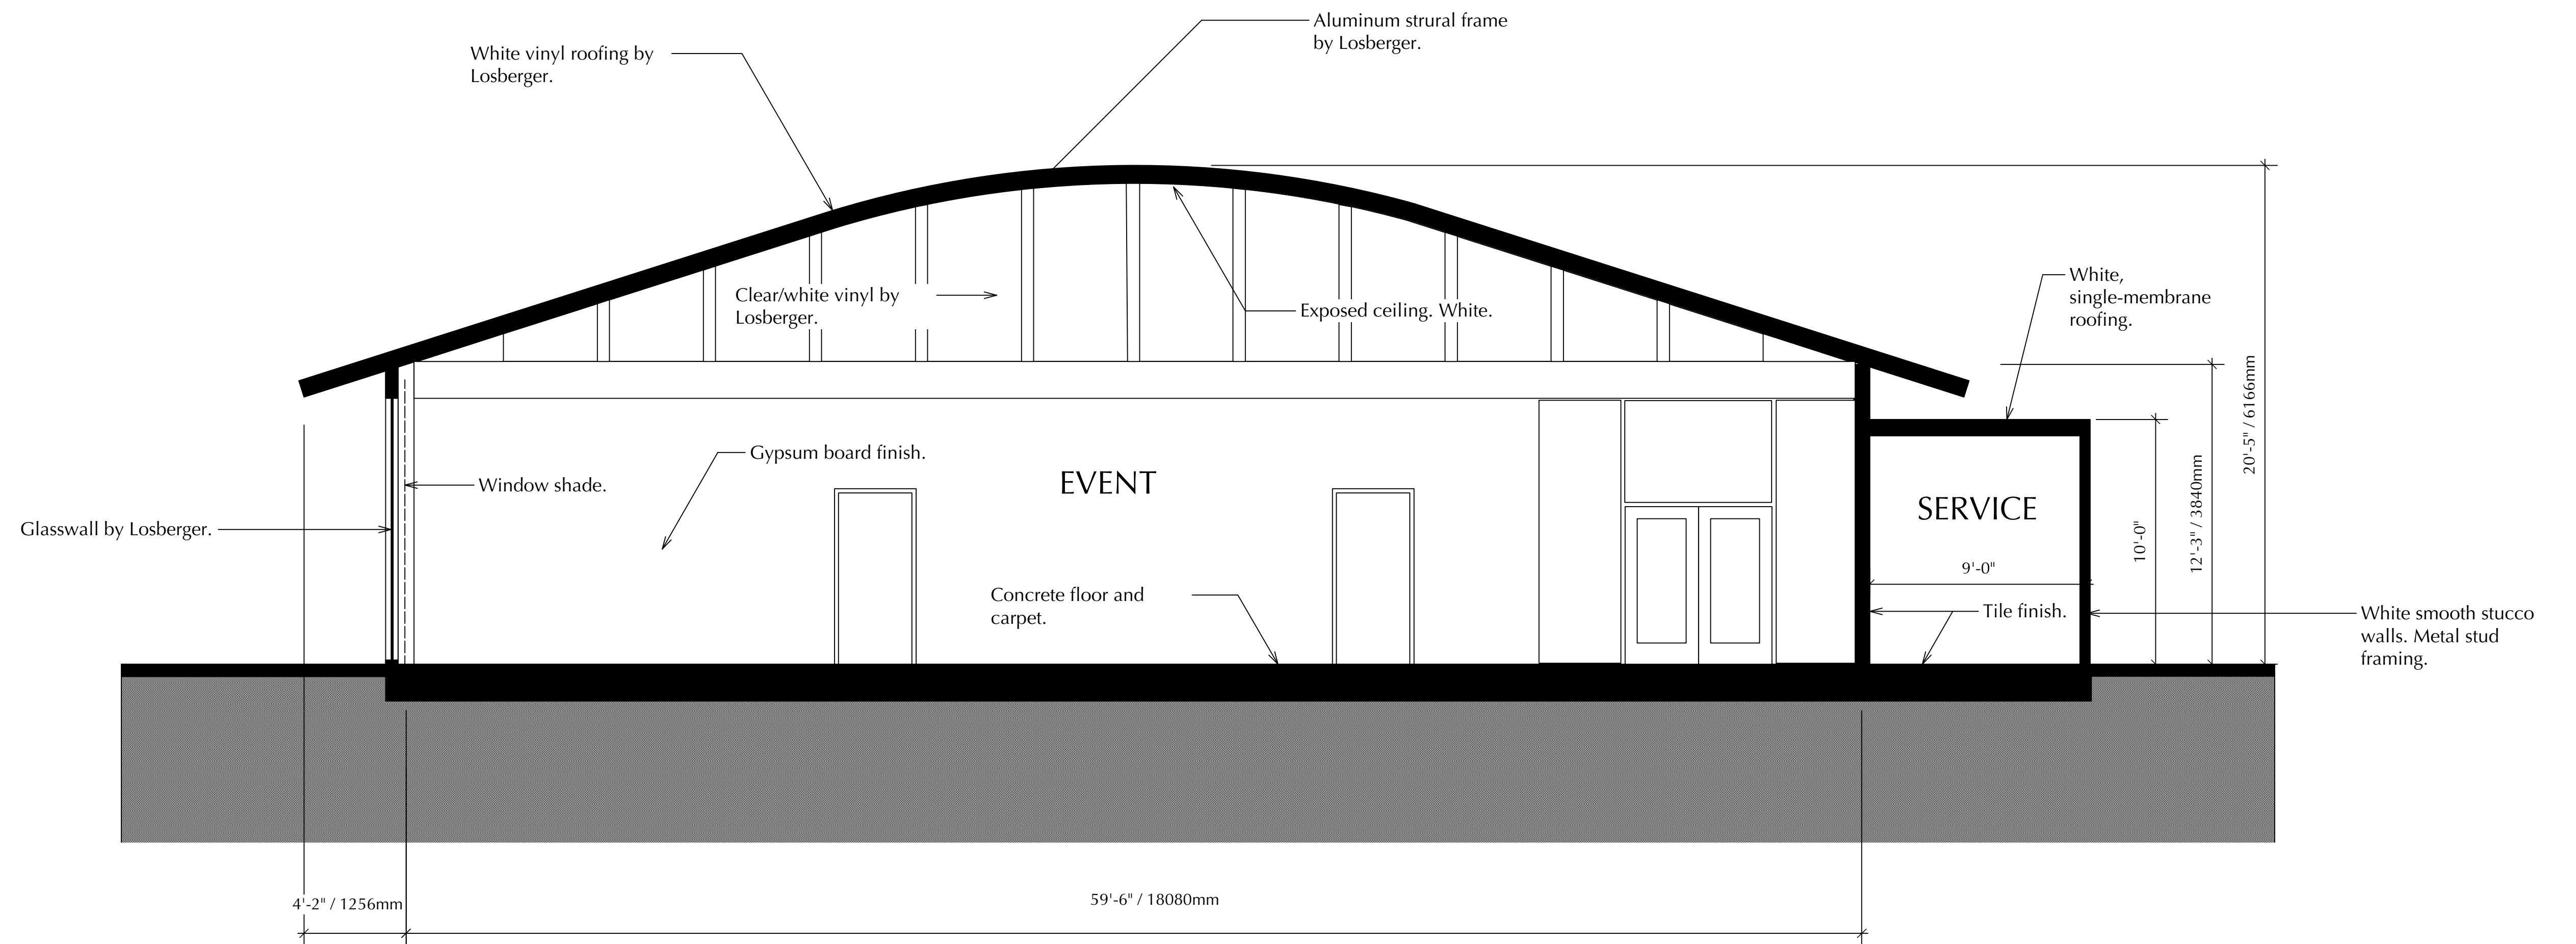 Aluminum strural frame
by Losberger.
White vinyl roofing by
Losberger.
White,
single-membrane
roofing.
Clear/white vinyl by
Losberger.
Exposed ceiling. White.
20'-5" / 6166mm
Gypsum board finish.
EVENT
Window shade.
SERVICE
12'-3" / 3840mm
10'-0"
Glasswall by Losberger.
9'-0"
Concrete floor and
carpet.
Tile finish.
White smooth stucco
walls. Metal stud
framing.
4'-2" / 1256mm
59'-6" / 18080mm